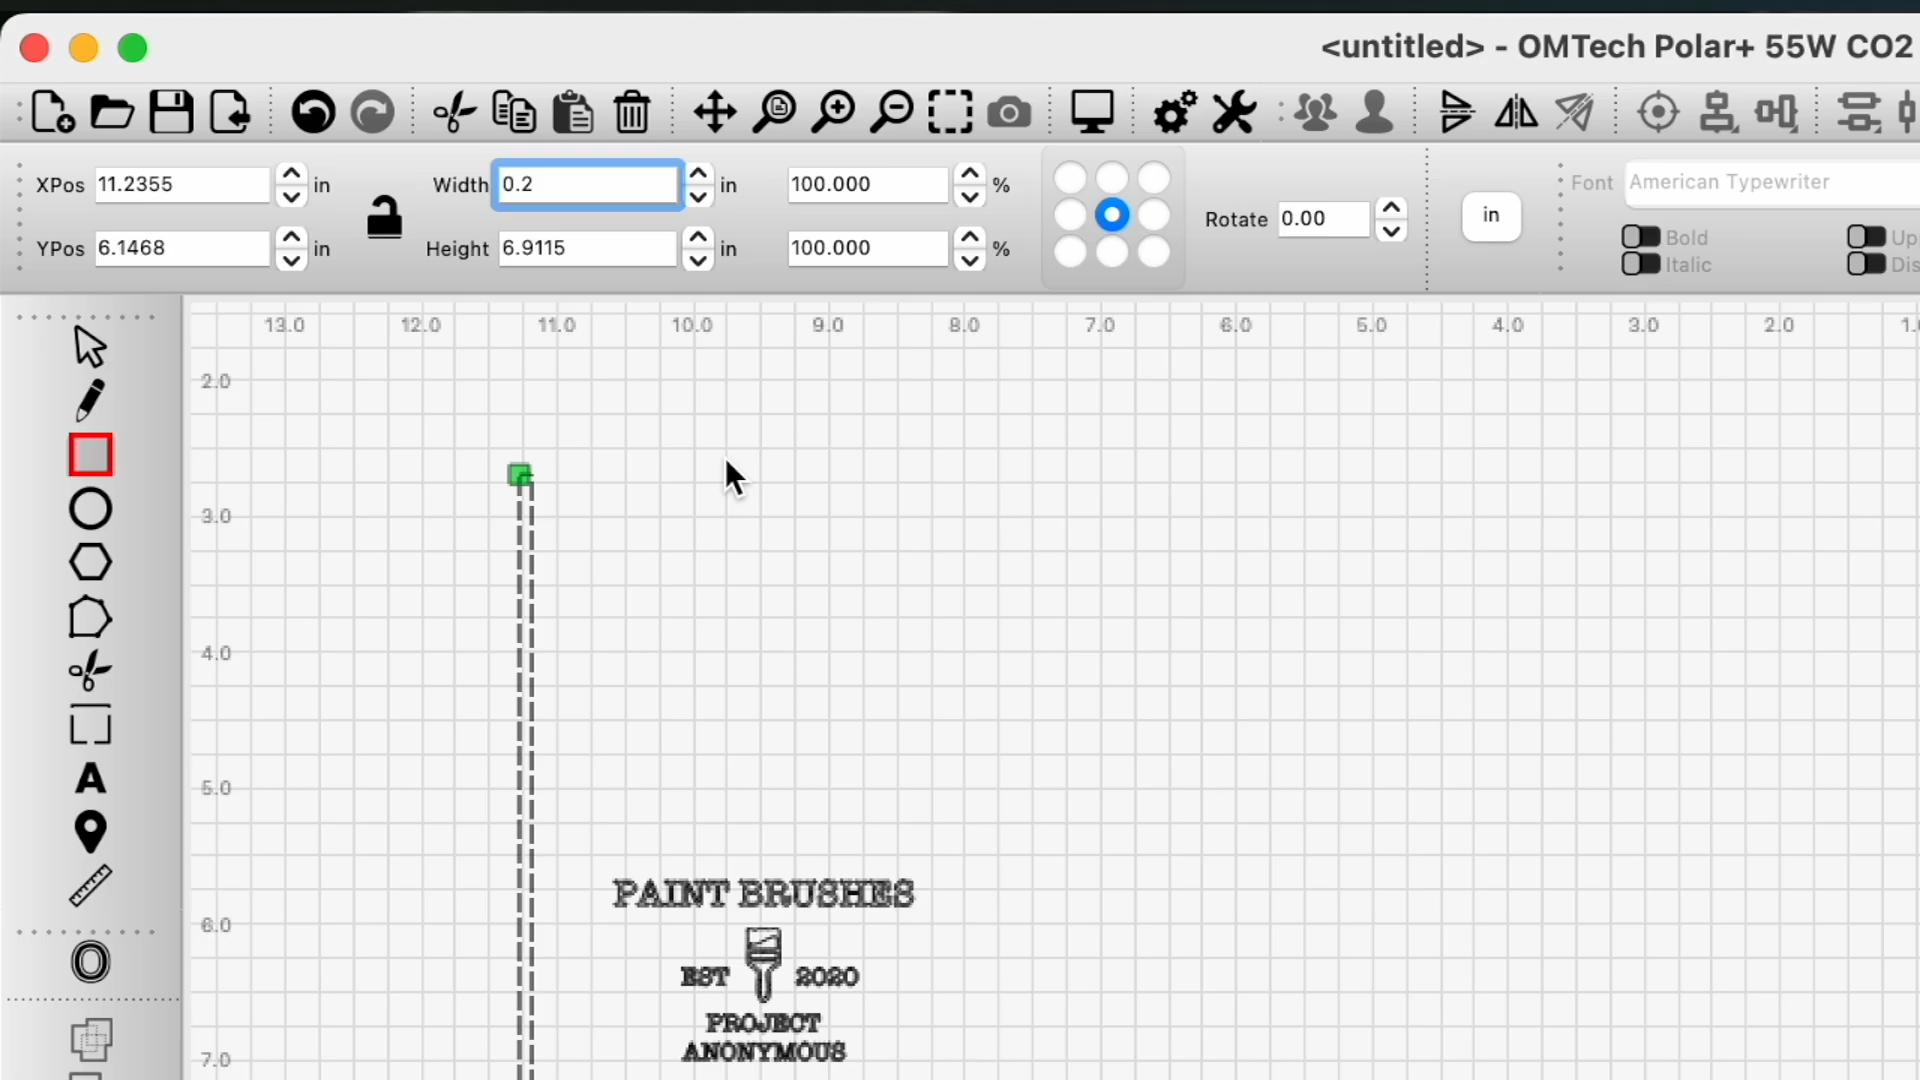 <untitled> - OMTech Polar+ 55W CO2
XPos 11.2355 in Width 0.2 in 100.000 % Rotate 0.00 in Font American Typewriter
YPos 6.1468 in Height 6.9115 in 100.000 %
Bold
Italic
13.0 12.0 11.0 10.0 9.0 8.0 7.0 6.0 5.0 4.0 3.0 2.0
2.0
3.0
4.0
5.0
6.0
7.0
PAINT BRUSHES
EST 2020
PROJECT
ANONYMOUS